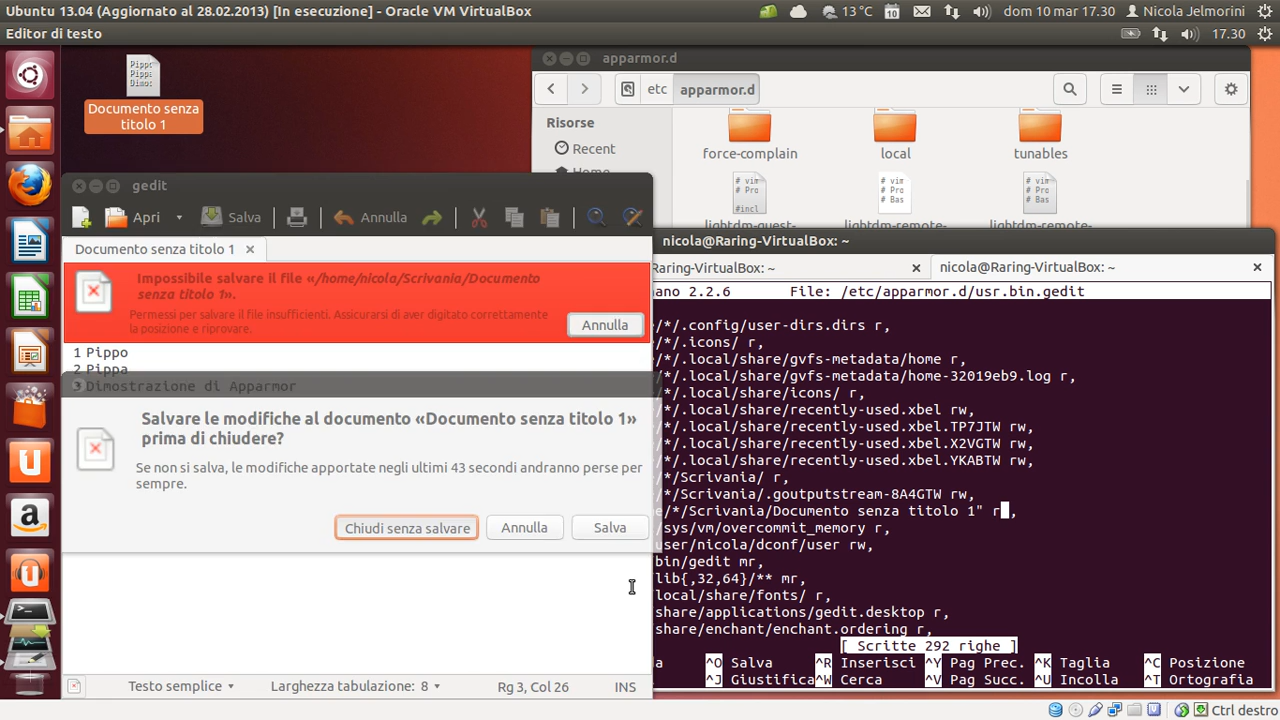 Ubuntu 13.04 (Aggiornato al 28.02.2013) [In esecuzione] - Oracle VM VirtualBox
13 °C
10
dom 10 mar 17.30
Nicola Jelmorini
Editor di testo
17.30
Documento senza
titolo 1
apparmor.d
etc
apparmor.d
Risorse
Recent
force-complain
local
tunables
gedit
Apri
Salva
Annulla
Documento senza titolo 1
Impossibile salvare il file «/home/nicola/Scrivania/Documento
senza titolo 1».
Permessi per salvare il file insufficienti. Assicurarsi di aver digitato correttamente
la posizione e riprovare.
Annulla
1 Pippo
2 Pippa
3 Dimostrazione di Apparmor
Salvare le modifiche al documento «Documento senza titolo 1»
prima di chiudere?
Se non si salva, le modifiche apportate negli ultimi 43 secondi andranno perse per
sempre.
Chiudi senza salvare
Annulla
Salva
Testo semplice
Larghezza tabulazione: 8
Rg 3, Col 26
INS
nicola@Raring-VirtualBox: ~
Raring-VirtualBox: ~
nicola@Raring-VirtualBox: ~
nano 2.2.6 File: /etc/apparmor.d/usr.bin.gedit
/*/.config/user-dirs.dirs r,
/*/.icons/ r,
/*/.local/share/gvfs-metadata/home r,
/*/.local/share/gvfs-metadata/home-32019eb9.log r,
/*/.local/share/icons/ r,
/*/.local/share/recently-used.xbel rw,
/*/.local/share/recently-used.xbel.TP7JTW rw,
/*/.local/share/recently-used.xbel.X2VGTW rw,
/*/.local/share/recently-used.xbel.YKABTW rw,
/*/Scrivania/ r,
/*/Scrivania/.goutputstream-8A4GTW rw,
e/*/Scrivania/Documento senza titolo 1" r ,
/sys/vm/overcommit_memory r,
user/nicola/dconf/user rw,
bin/gedit mr,
lib{,32,64}/** mr,
local/share/fonts/ r,
share/applications/gedit.desktop r,
share/enchant/enchant.ordering r,
[ Scritte 292 righe ]
^O Salva ^R Inserisci ^Y Pag Prec. ^K Taglia ^C Posizione
^J Giustifica ^W Cerca ^V Pag Succ. ^U Incolla ^T Ortografia
Ctrl destro